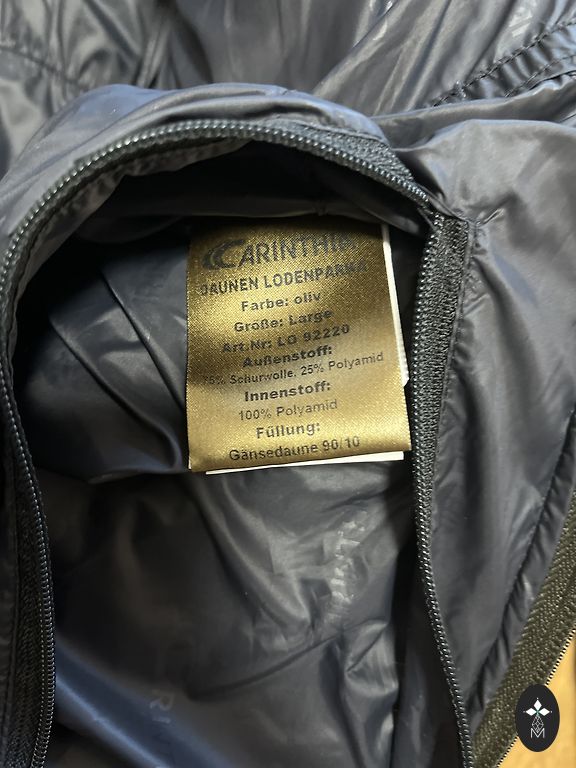 CARINTHIA
DAUNEN LODENPARKA
Farbe: oliv
Größe: Large
Art.Nr: LO 92220
Außenstoff:
75% Schurwolle, 25% Polyamid
Innenstoff:
100% Polyamid
Füllung:
Gänsedaune 90/10
M